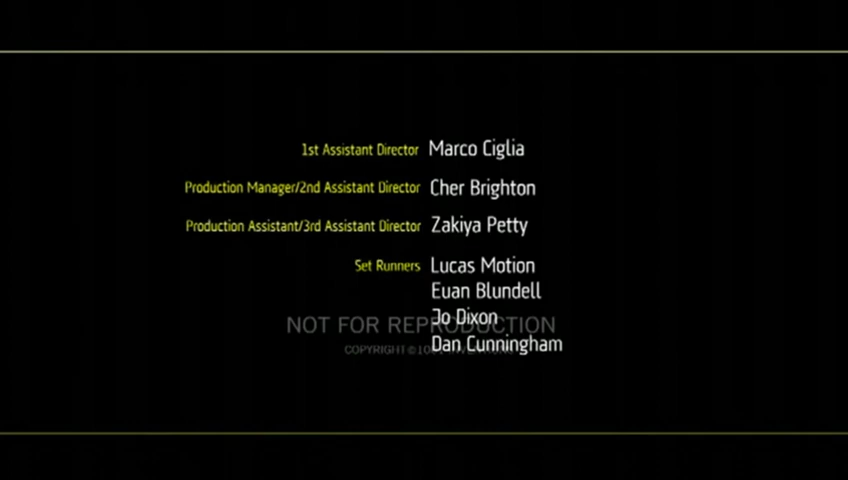 1st Assistant Director Marco Ciglia
Production Manager/2nd Assistant Director Cher Brighton
Production Assistant/3rd Assistant Director Zakiya Petty
Set Runners Lucas Motion
Euan Blundell
Jo Dixon
NOT FOR REPRODUCTION
Dan Cunningham
COPYRIGHT ©